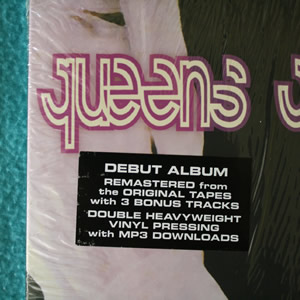 queens
DEBUT ALBUM
REMASTERED from
the ORIGINAL TAPES
with 3 BONUS TRACKS
DOUBLE HEAVYWEIGHT
VINYL PRESSING
with MP3 DOWNLOADS